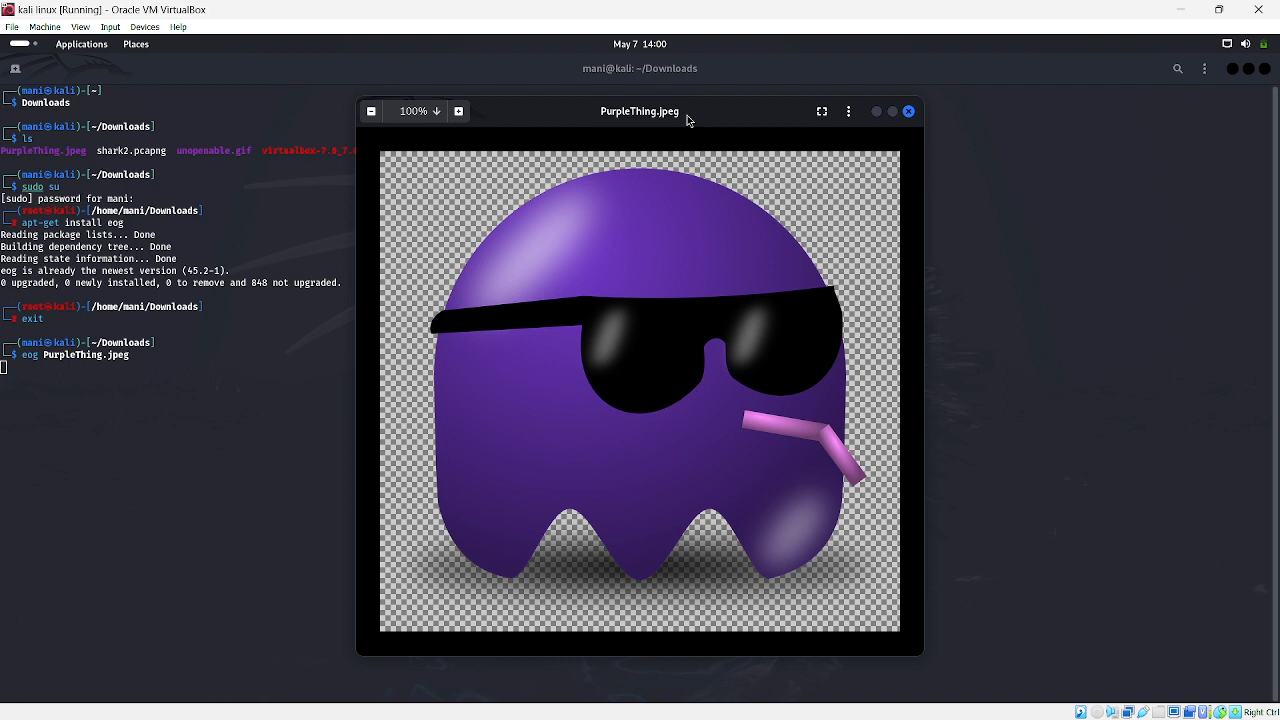 kali linux [Running] - Oracle VM VirtualBox
File Machine View Input Devices Help
Applications Places
May 7 14:00
mani@kali: ~/Downloads
┌──(mani㉿kali)-[~]
└─$ Downloads
┌──(mani㉿kali)-[~/Downloads]
└─$ ls
PurpleThing.jpeg shark2.pcapng unopenable.gif virtualbox-7.0_7.0
┌──(mani㉿kali)-[~/Downloads]
└─$ sudo su
[sudo] password for mani:
┌──(root㉿kali)-[/home/mani/Downloads]
└─# apt-get install eog
Reading package lists... Done
Building dependency tree... Done
Reading state information... Done
eog is already the newest version (45.2-1).
0 upgraded, 0 newly installed, 0 to remove and 848 not upgraded.
┌──(root㉿kali)-[/home/mani/Downloads]
└─# exit
┌──(mani㉿kali)-[~/Downloads]
└─$ eog PurpleThing.jpeg
100%
PurpleThing.jpeg
Right Ctrl